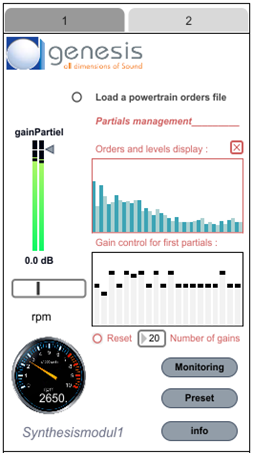 1 2
genesis
all dimensions of Sound
Load a powertrain orders file
gainPartiel
Partials management________
Orders and levels display :
0.0 dB
Gain control for first partials :
rpm
Reset 20 Number of gains
Monitoring
2650.
Preset
Synthesismodul1
info